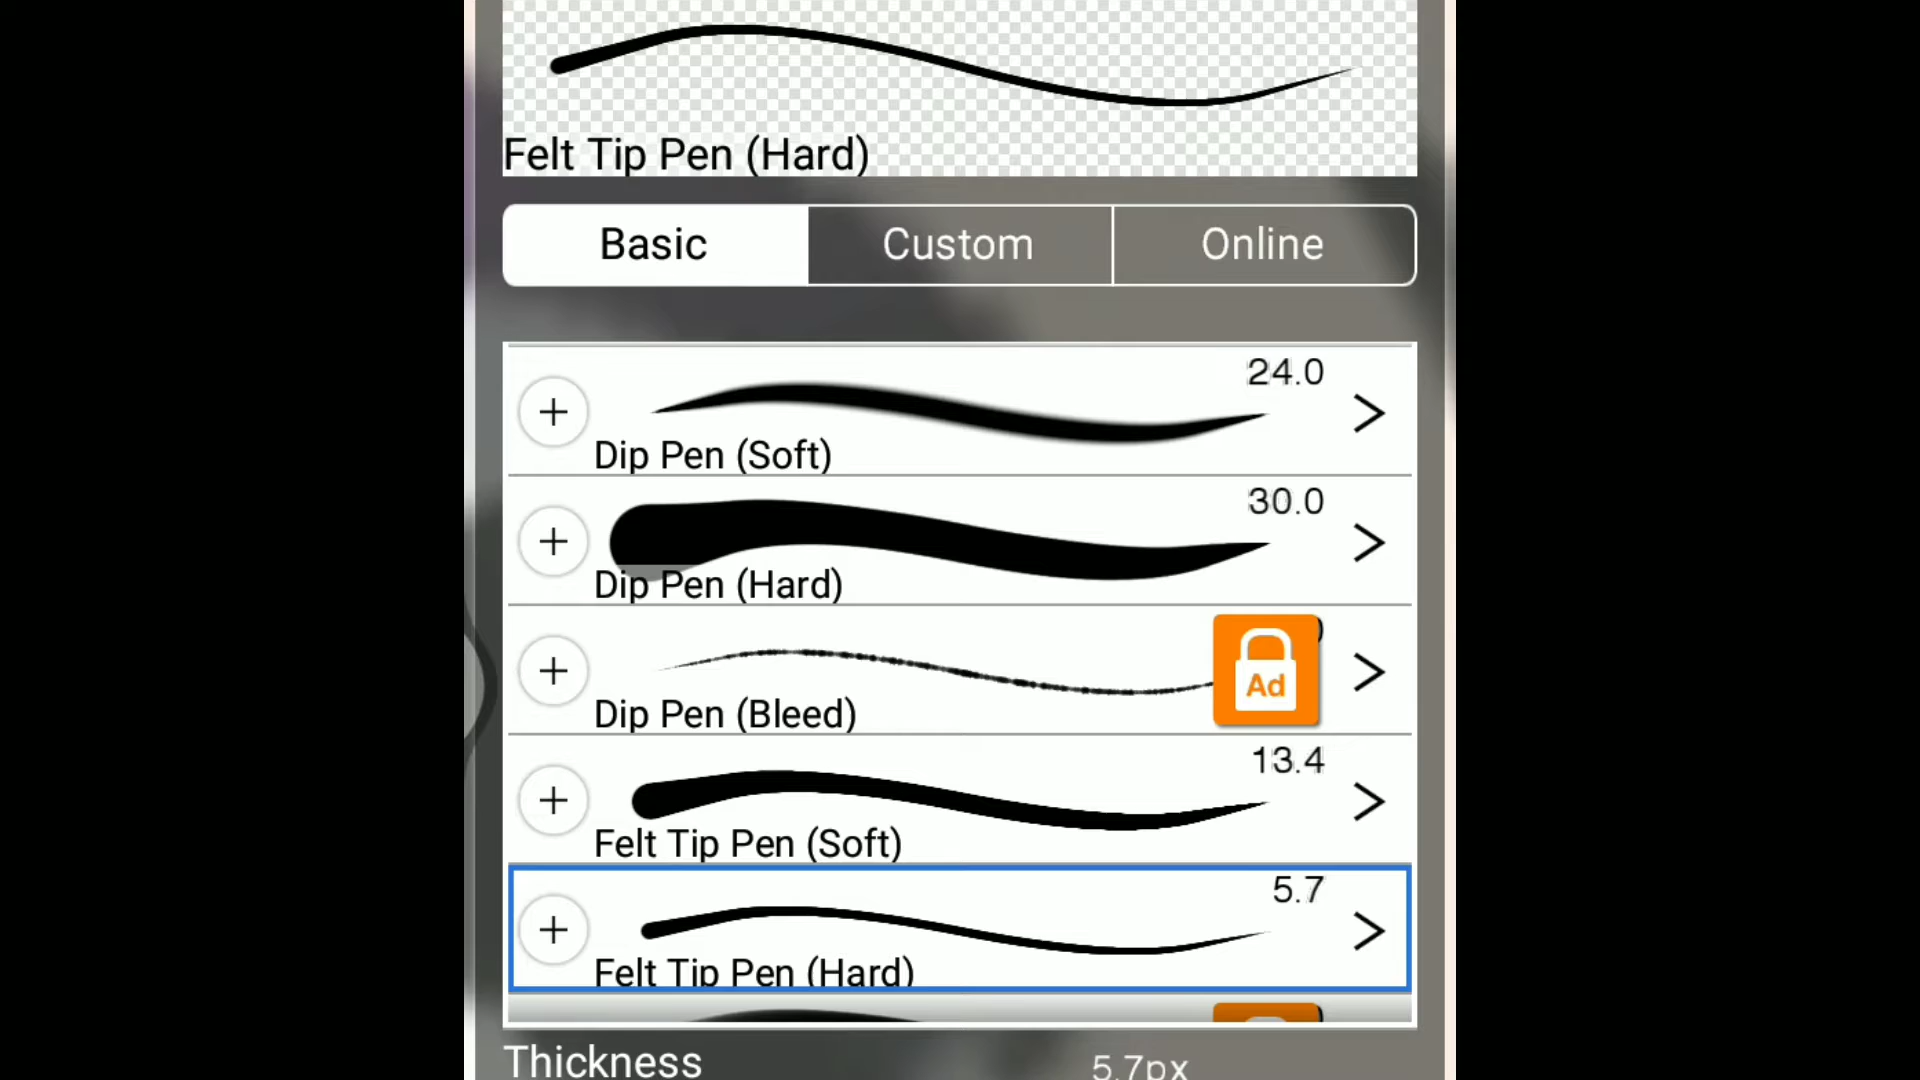 Felt Tip Pen (Hard)
Basic
Custom
Online
24.0
Dip Pen (Soft)
30.0
Dip Pen (Hard)
Ad
Dip Pen (Bleed)
13.4
Felt Tip Pen (Soft)
5.7
Felt Tip Pen (Hard)
Thickness
5.7px